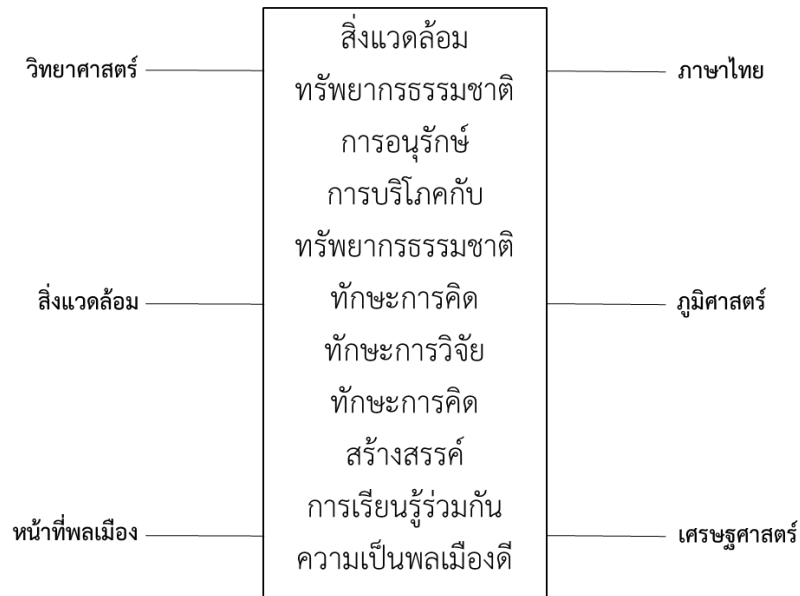 วิทยาศาสตร์
สิ่งแวดล้อม
หน้าที่พลเมือง
สิ่งแวดล้อม
ทรัพยากรธรรมชาติ
การอนุรักษ์
การบริโภคกับ
ทรัพยากรธรรมชาติ
ทักษะการคิด
ทักษะการวิจัย
ทักษะการคิด
สร้างสรรค์
การเรียนรู้ร่วมกัน
ความเป็นพลเมืองดี
ภาษาไทย
ภูมิศาสตร์
เศรษฐศาสตร์